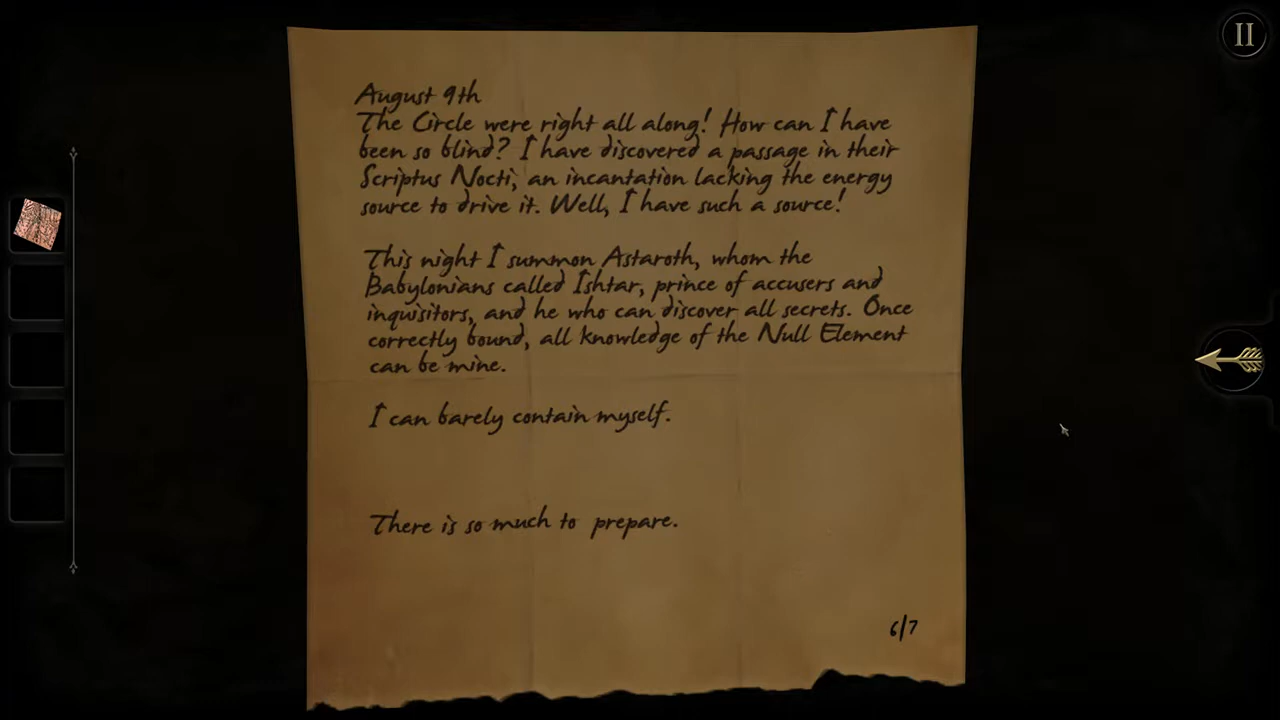 II
August 9th
The Circle were right all along! How can I have
been so blind? I have discovered a passage in their
Scriptus Nocti, an incantation lacking the energy
source to drive it. Well, I have such a source!
This night I summon Astaroth, whom the
Babylonians called Ishtar, prince of accusers and
inquisitors, and he who can discover all secrets. Once
correctly bound, all knowledge of the Null Element
can be mine.
I can barely contain myself.
There is so much to prepare.
6/7